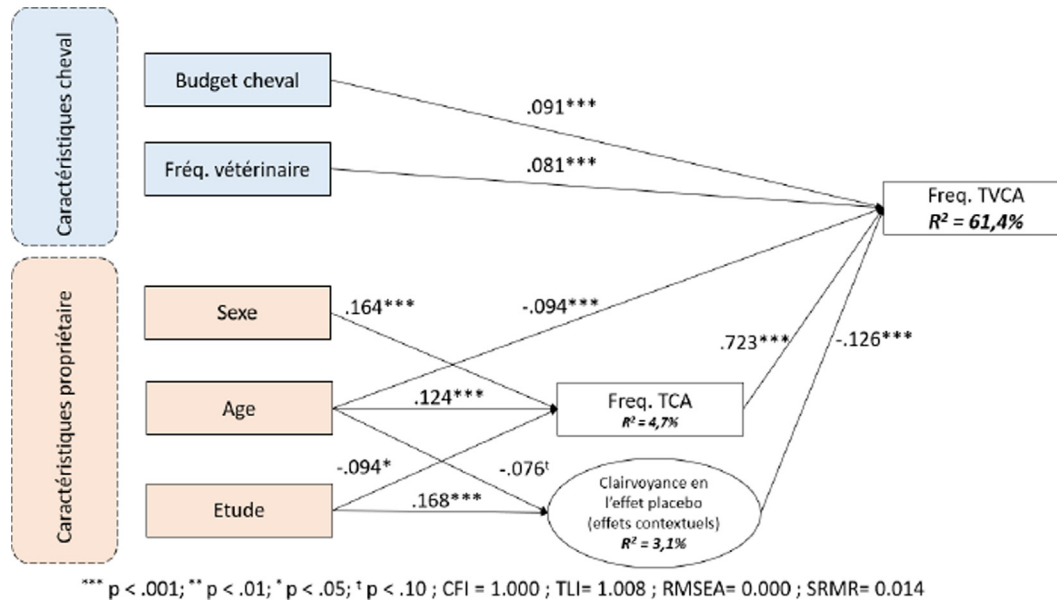 Caractéristiques cheval
Budget cheval
.091***
Fréq. vétérinaire
.081***
Freq. TVCA
R² = 61,4%
Caractéristiques propriétaire
Sexe
.164***
-.094***
.723***
-.126***
Age
.124***
Freq. TCA
R² = 4,7%
-.094*
-.076ᵗ
Etude
.168***
Clairvoyance en
l'effet placebo
(effets contextuels)
R² = 3,1%
*** p < .001; ** p < .01; * p < .05; ᵗ p < .10 ; CFI = 1.000 ; TLI= 1.008 ; RMSEA= 0.000 ; SRMR= 0.014